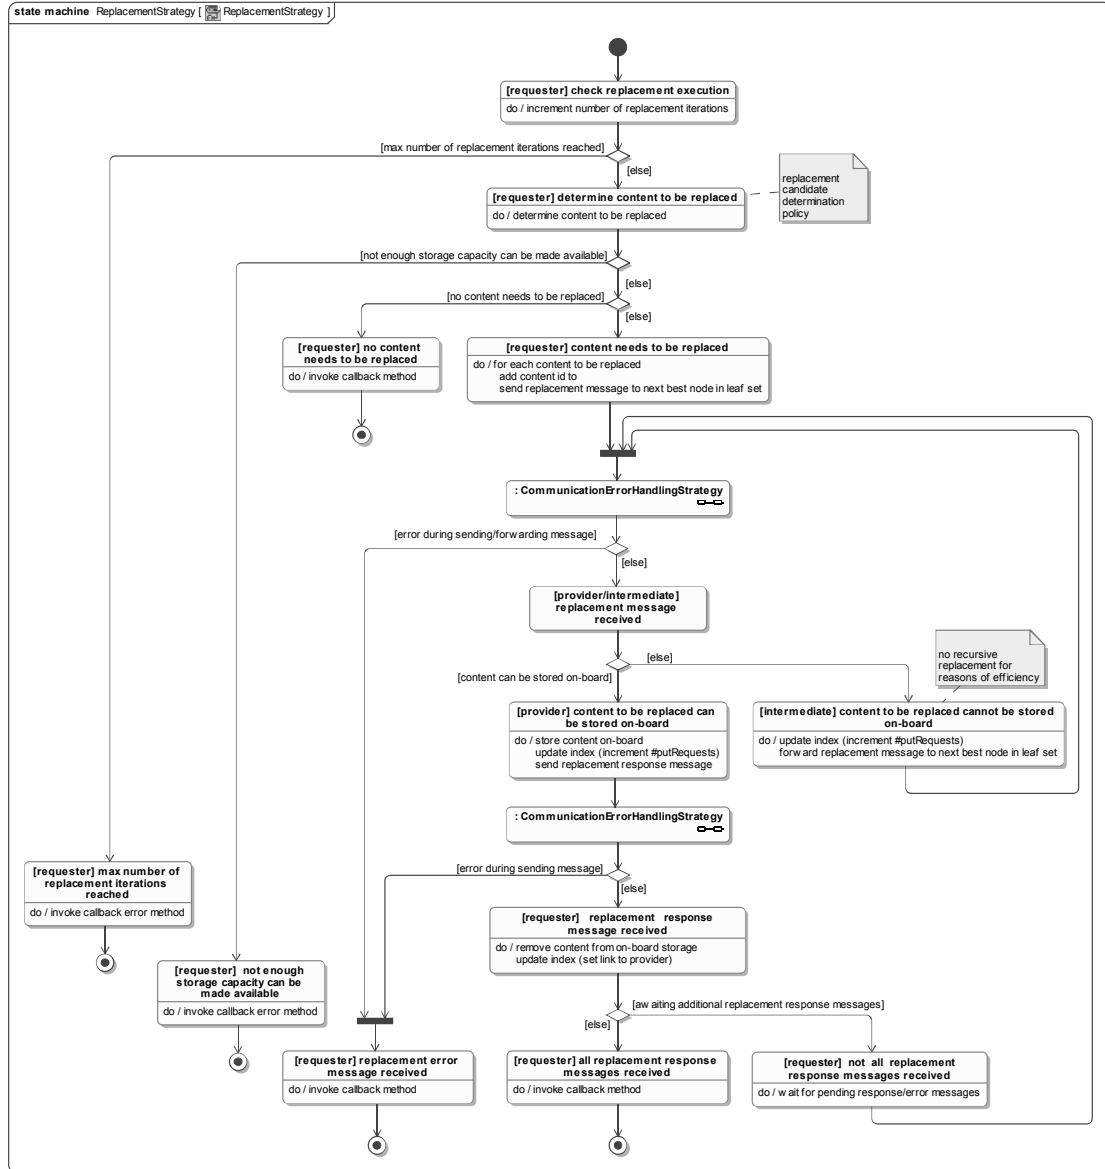 state machine ReplacementStrategy [ ReplacementStrategy ]
[requester] check replacement execution
do / increment number of replacement iterations
[max number of replacement iterations reached]
[else]
replacement
candidate
determination
policy
[requester] determine content to be replaced
do / determine content to be replaced
[not enough storage capacity can be made available]
[else]
[no content needs to be replaced]
[else]
[requester] no content
needs to be replaced
do / invoke callback method
[requester] content needs to be replaced
do / for each content to be replaced
add content id to
send replacement message to next best node in leaf set
: CommunicationErrorHandlingStrategy
[error during sending/forwarding message]
[else]
[provider/intermediate]
replacement message
received
[else]
[content can be stored on-board]
no recursive
replacement for
reasons of efficiency
[provider] content to be replaced can
be stored on-board
do / store content on-board
update index (increment #putRequests)
send replacement response message
[intermediate] content to be replaced cannot be stored
on-board
do / update index (increment #putRequests)
forward replacement message to next best node in leaf set
: CommunicationErrorHandlingStrategy
[error during sending message]
[else]
[requester] max number of
replacement iterations
reached
do / invoke callback error method
[requester] replacement response
message received
do / remove content from on-board storage
update index (set link to provider)
[requester] not enough
storage capacity can be
made available
do / invoke callback error method
[awaiting additional replacement response messages]
[else]
[requester] replacement error
message received
do / invoke callback method
[requester] all replacement response
messages received
do / invoke callback method
[requester] not all replacement
response messages received
do / wait for pending response/error messages